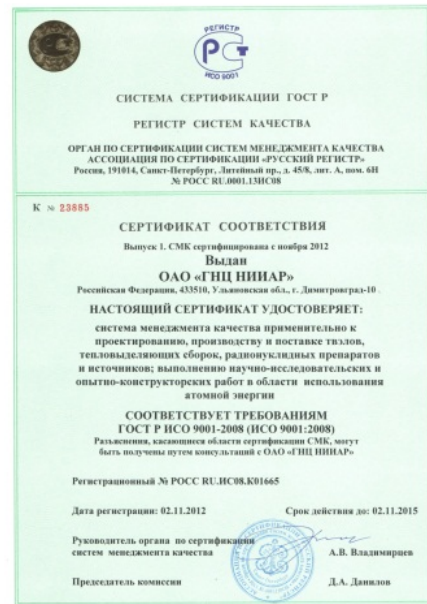 РЕГИСТР
РСТ
ИСО 9001
СИСТЕМА СЕРТИФИКАЦИИ ГОСТ Р
РЕГИСТР СИСТЕМ КАЧЕСТВА
ОРГАН ПО СЕРТИФИКАЦИИ СИСТЕМ МЕНЕДЖМЕНТА КАЧЕСТВА
АССОЦИАЦИЯ ПО СЕРТИФИКАЦИИ «РУССКИЙ РЕГИСТР»
Россия, 191014, Санкт-Петербург, Литейный пр., д. 45/8, лит. А, пом. 6Н
№ РОСС RU.0001.13ИС08
К № 23885
СЕРТИФИКАТ СООТВЕТСТВИЯ
Выпуск 1. СМК сертифицирована с ноября 2012
Выдан
ОАО «ГНЦ НИИАР»
Российская Федерация, 433510, Ульяновская обл., г. Димитровград-10 .
НАСТОЯЩИЙ СЕРТИФИКАТ УДОСТОВЕРЯЕТ:
система менеджмента качества применительно к
проектированию, производству и поставке твэлов,
тепловыделяющих сборок, радионуклидных препаратов
и источников; выполнению научно-исследовательских и
опытно-конструкторских работ в области использования
атомной энергии
СООТВЕТСТВУЕТ ТРЕБОВАНИЯМ
ГОСТ Р ИСО 9001-2008 (ИСО 9001:2008)
Разъяснения, касающиеся области сертификации СМК, могут
быть получены путем консультаций с ОАО «ГНЦ НИИАР»
Регистрационный № РОСС RU.ИС08.К01665
Дата регистрации: 02.11.2012 Срок действия до: 02.11.2015
Руководитель органа по сертификации
систем менеджмента качества А.В. Владимирцев
Председатель комиссии Д.А. Данилов